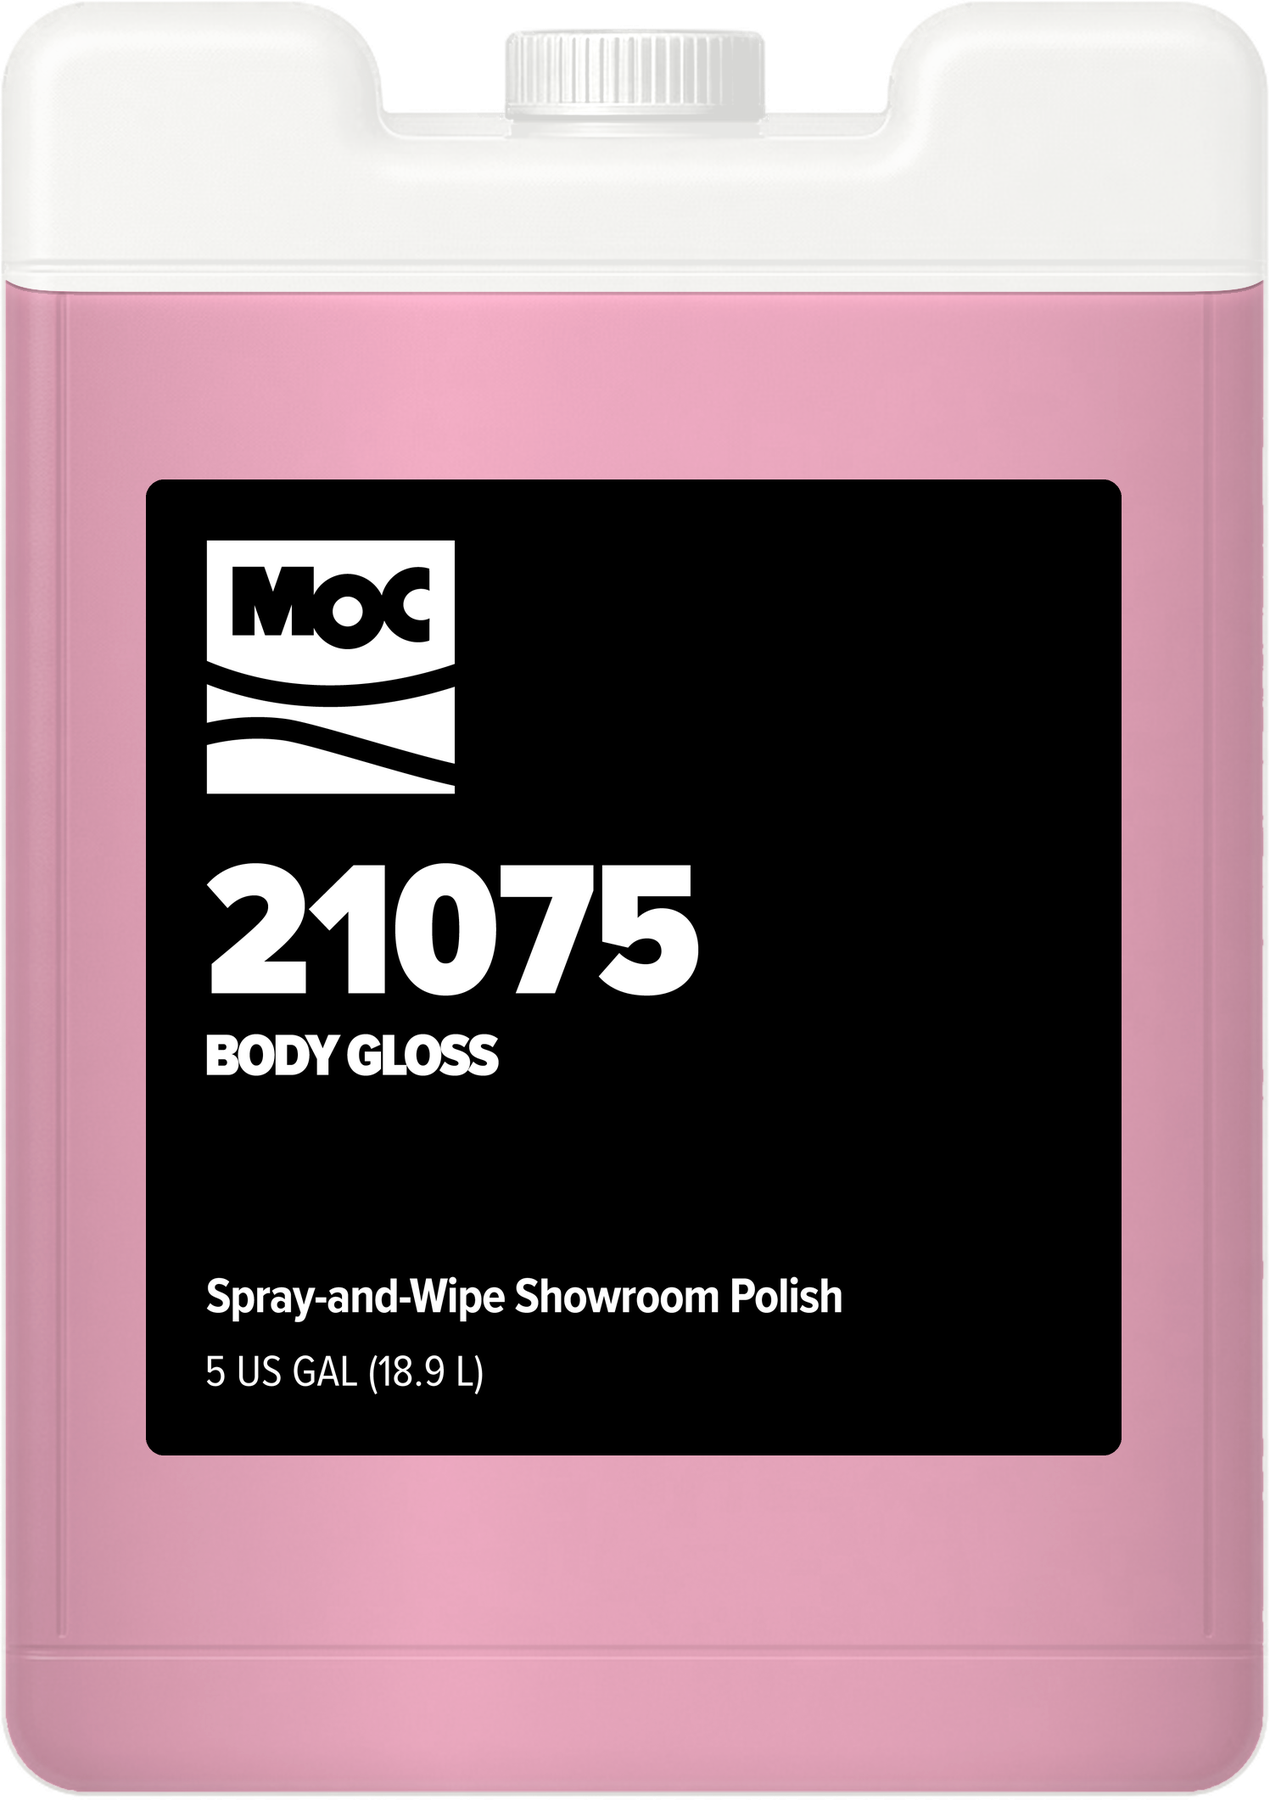 MOC
21075
BODY GLOSS
Spray-and-Wipe Showroom Polish
5 US GAL (18.9 L)